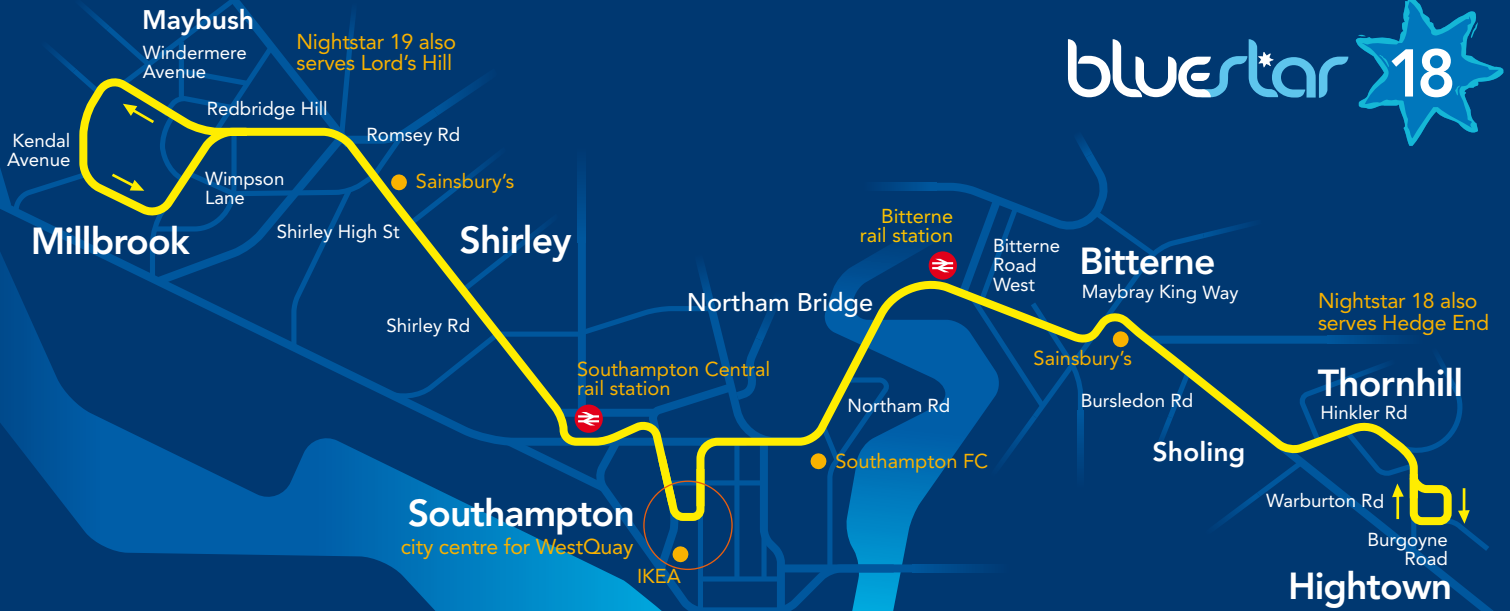 Maybush
Windermere
Avenue
Nightstar 19 also
serves Lord's Hill
bluestar 18
Redbridge Hill
Kendal
Avenue
Romsey Rd
Wimpson
Lane
Sainsbury's
Millbrook
Shirley High St
Shirley
Bitterne
rail station
Bitterne
Road
West
Bitterne
Maybray King Way
Northam Bridge
Nightstar 18 also
serves Hedge End
Shirley Rd
Sainsbury's
Southampton Central
rail station
Thornhill
Hinkler Rd
Northam Rd
Bursledon Rd
Southampton FC
Sholing
Southampton
city centre for WestQuay
IKEA
Warburton Rd
Burgoyne
Road
Hightown